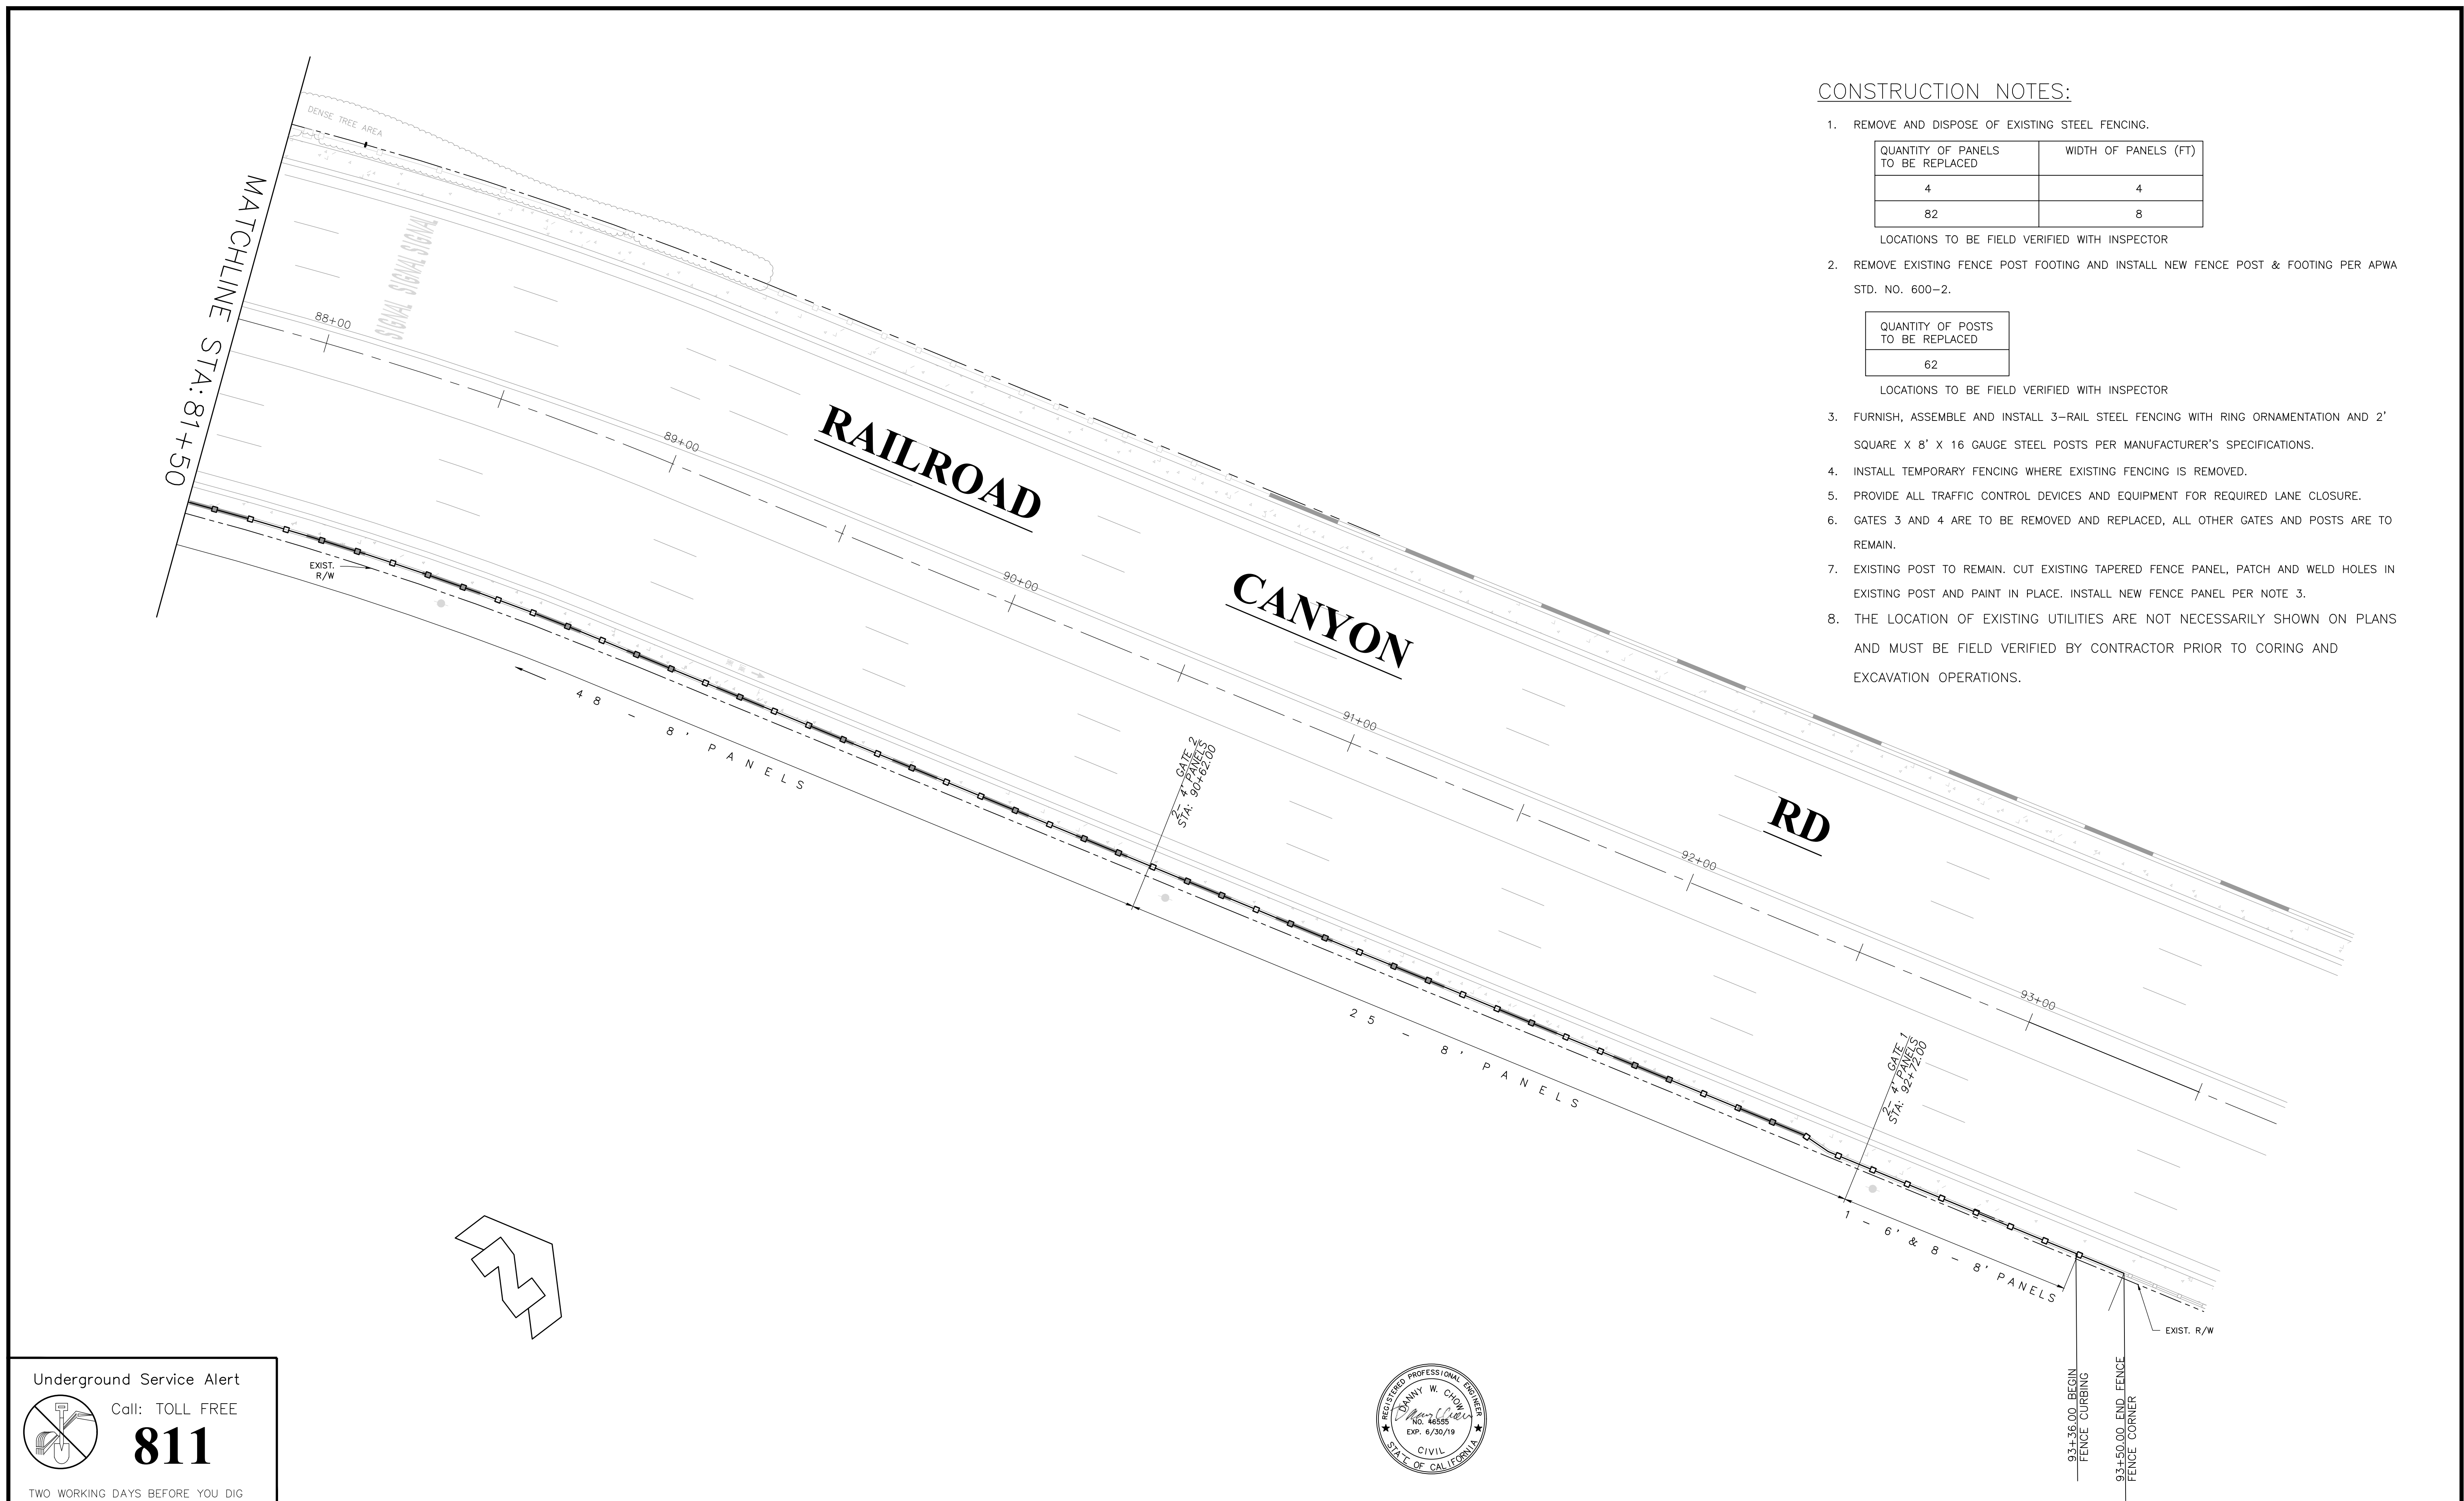 CONSTRUCTION NOTES:
1. REMOVE AND DISPOSE OF EXISTING STEEL FENCING.
QUANTITY OF PANELS TO BE REPLACED
WIDTH OF PANELS (FT)
4 4
82 8
LOCATIONS TO BE FIELD VERIFIED WITH INSPECTOR
2. REMOVE EXISTING FENCE POST FOOTING AND INSTALL NEW FENCE POST & FOOTING PER APWA
STD. NO. 600-2.
QUANTITY OF POSTS
TO BE REPLACED
62
LOCATIONS TO BE FIELD VERIFIED WITH INSPECTOR
3. FURNISH, ASSEMBLE AND INSTALL 3-RAIL STEEL FENCING WITH RING ORNAMENTATION AND 2'
SQUARE X 8' X 16 GAUGE STEEL POSTS PER MANUFACTURER'S SPECIFICATIONS.
4. INSTALL TEMPORARY FENCING WHERE EXISTING FENCING IS REMOVED.
5. PROVIDE ALL TRAFFIC CONTROL DEVICES AND EQUIPMENT FOR REQUIRED LANE CLOSURE.
6. GATES 3 AND 4 ARE TO BE REMOVED AND REPLACED, ALL OTHER GATES AND POSTS ARE TO
REMAIN.
7. EXISTING POST TO REMAIN. CUT EXISTING TAPERED FENCE PANEL, PATCH AND WELD HOLES IN
EXISTING POST AND PAINT IN PLACE. INSTALL NEW FENCE PANEL PER NOTE 3.
8. THE LOCATION OF EXISTING UTILITIES ARE NOT NECESSARILY SHOWN ON PLANS
AND MUST BE FIELD VERIFIED BY CONTRACTOR PRIOR TO CORING AND
EXCAVATION OPERATIONS.
DENSE TREE AREA
MATCHLINE STA:81+50
88+00
89+00
90+00
91+00
92+00
93+00
RAILROAD
CANYON
RD
EXIST.
R/W
48 - 8' PANELS
GATE 2
2- 4' PANELS
STA: 90+62.00
25 - 8' PANELS
GATE 1
2- 4' PANELS
STA: 92+72.00
1 - 6' & 8 - 8' PANELS
EXIST. R/W
93+36.00 BEGIN
FENCE CURBING
93+50.00 END FENCE
FENCE CORNER
REGISTERED PROFESSIONAL ENGINEER
DANNY W. CHOW
NO. 46555
EXP. 6/30/19
CIVIL
STATE OF CALIFORNIA
Underground Service Alert
Call: TOLL FREE
811
TWO WORKING DAYS BEFORE YOU DIG